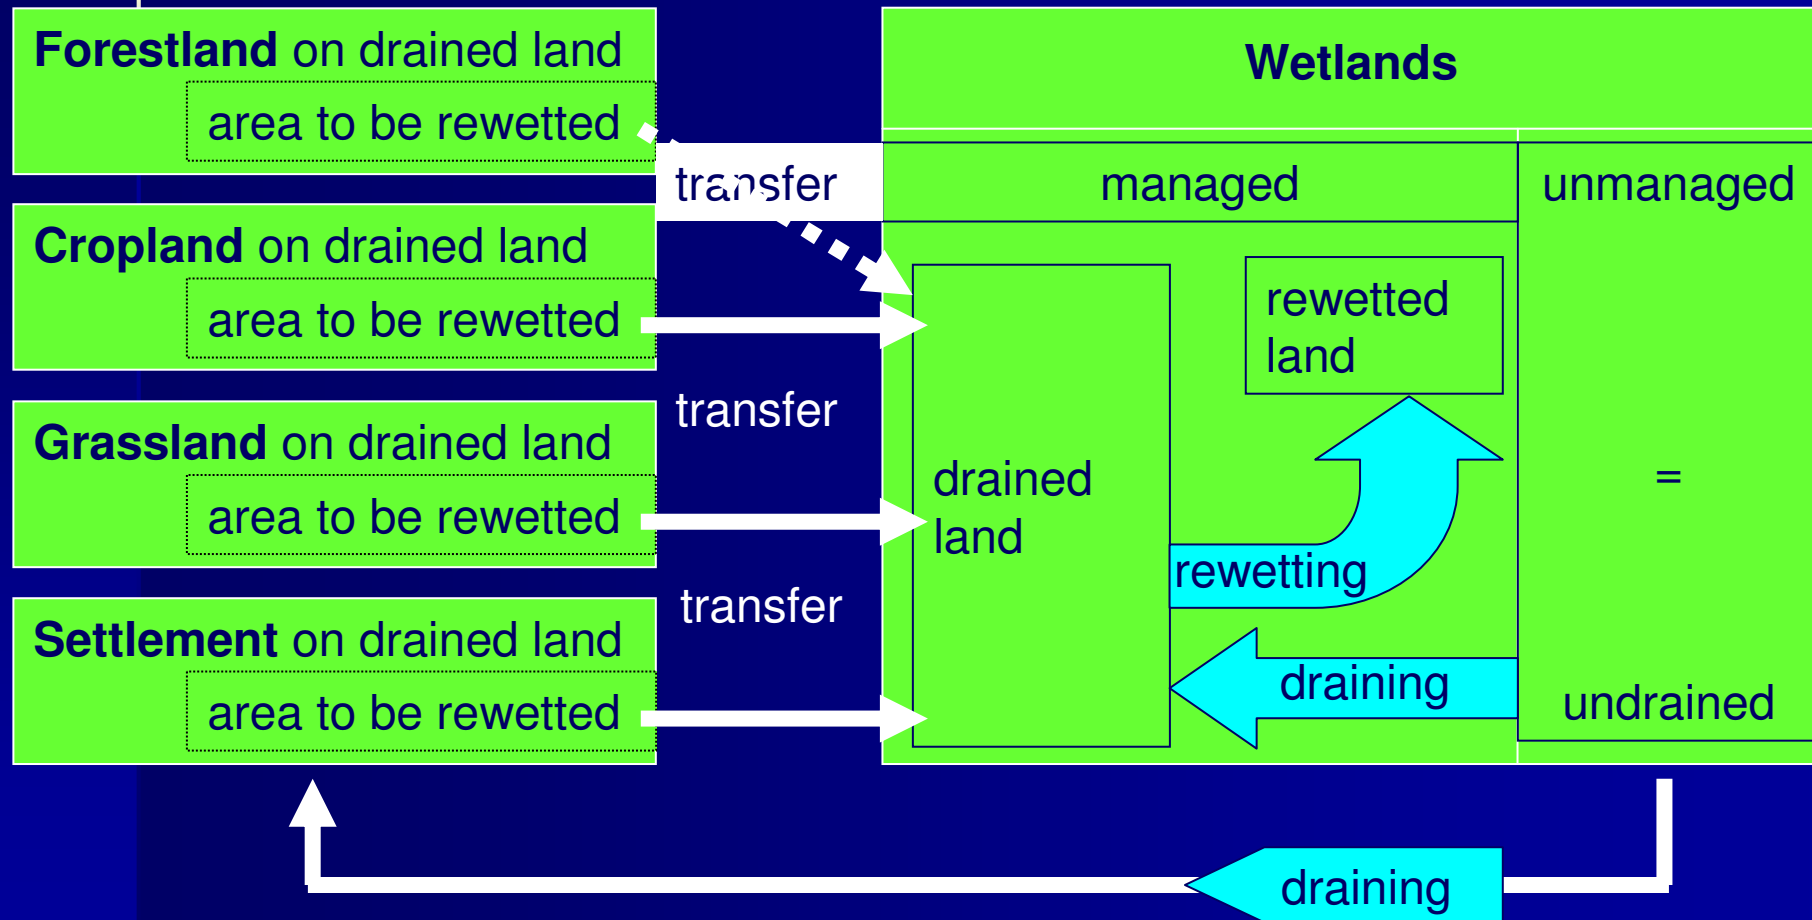 Forestland on drained land
area to be rewetted
Cropland on drained land
area to be rewetted
Grassland on drained land
area to be rewetted
Settlement on drained land
area to be rewetted
transfer
transfer
transfer
Wetlands
managed
unmanaged
rewetted
land
drained
land
=
rewetting
draining
undrained
draining